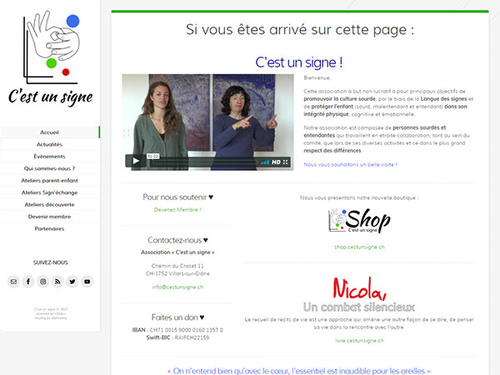 C'est un signe
Accueil
Actualités
Événements
Qui sommes-nous ?
Ateliers parent-enfant
Ateliers Sign'échange
Ateliers découverte
Devenir membre
Partenaires
SUIVEZ-NOUS
C'est un signe © 2017
Si vous êtes arrivé sur cette page :
C'est un signe !
Bienvenue,
Cette association à but non lucratif a pour principaux objectifs de
promouvoir la culture sourde, par le biais de la Langue des signes et
de protéger l'enfant (sourd, malentendant et entendant) dans son
intégrité physique, cognitive et émotionnelle.
Notre association est composée de personnes sourdes et
entendantes qui travaillent en étroite collaboration, tant au sein du
comité, que lors de ses diverses activités et ce dans le plus grand
respect des différences.
Nous vous souhaitons un belle visite !
HD
Pour nous soutenir ♥
Devenez Membre !
Contactez-nous ♥
Association « C'est un signe »
Chemin du Croset 11
CH-1752 Villars-sur-Glâne
info@cestunsigne.ch
Faites un don ♥
IBAN : CH71 0015 9000 0160 1357 0
Swift-BIC : RAIFCH22159
Nous vous présentons notre nouvelle boutique :
Shop
C'est un signe
shop.cestunsigne.ch
Nicola,
Un combat silencieux
Le recueil de récits de vie est une approche qui amène une autre façon de se dire, de penser
sa vie dans la rencontre avec l'autre.
livre.cestunsigne.ch
« On n'entend bien qu'avec le cœur, l'essentiel est inaudible pour les oreilles »